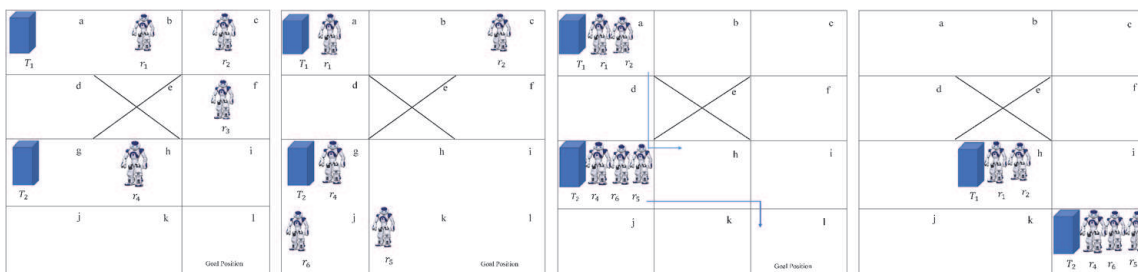 a b c
T1 r1 r2
d e f
r3
g h i
T2 r4
j k l
Goal Position
a b c
T1 r1 r2
d e f
g h i
T2 r4
j k l
r6 r5
Goal Position
a b c
T1 r1 r2
d e f
h i
T2 r4 r6 r5
j k l
Goal Position
a b c
d e f
h i
T1 r1 r2
j k
T2 r4 r6 r5